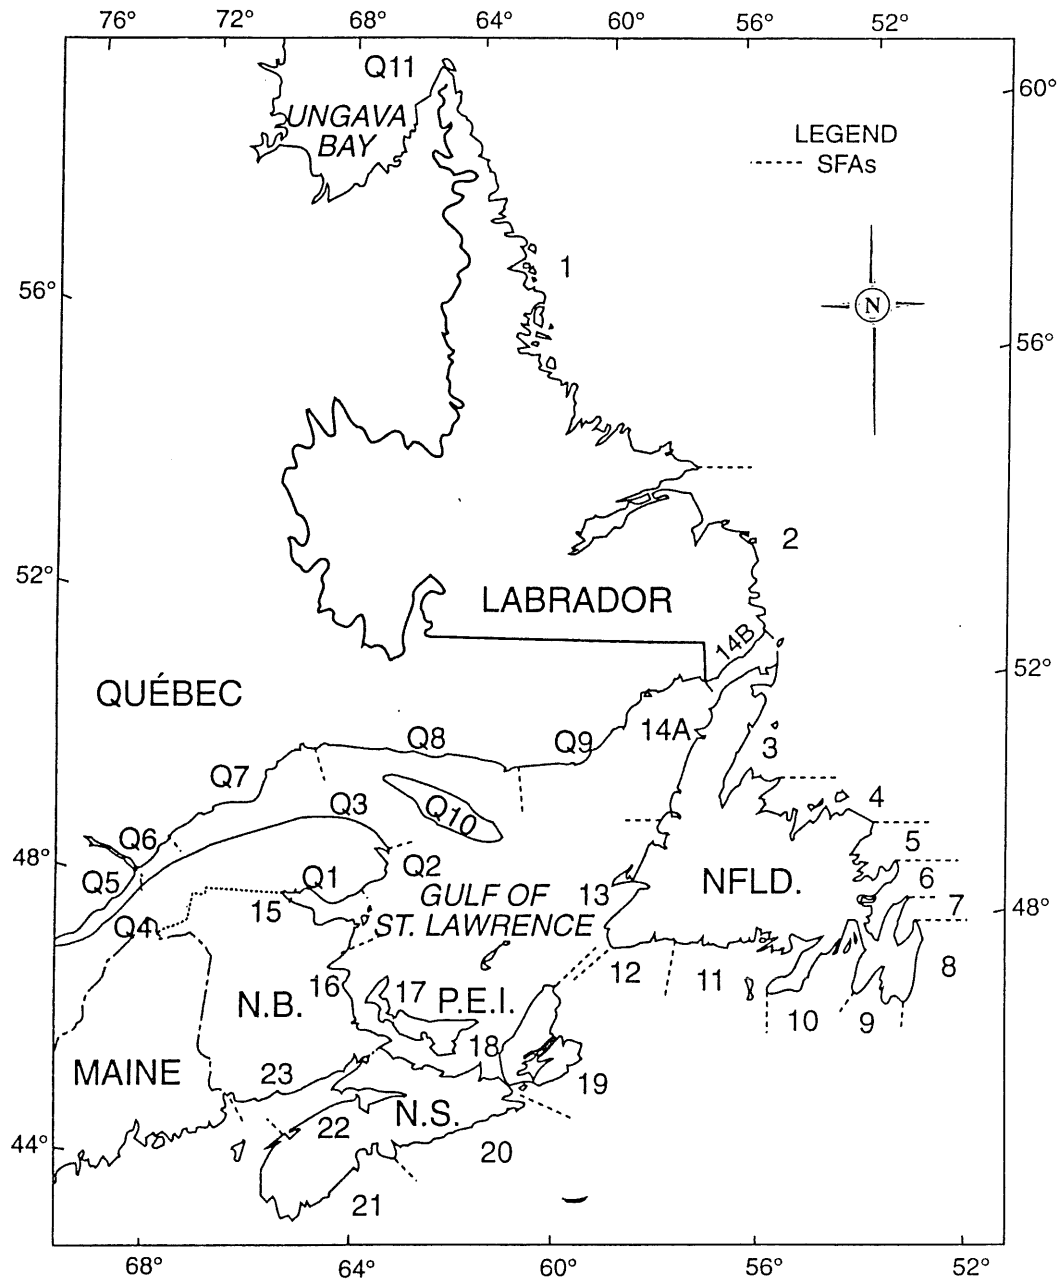 76° 72° 68° 64° 60° 56° 52°
Q11
60°
UNGAVA
BAY
LEGEND
SFAs
1
N
56°
56°
2
52°
LABRADOR
14B
52°
QUÉBEC
14A
Q8
Q9
3
Q7
Q3
Q10
4
Q6
5
48°
Q2
Q5
Q1
NFLD.
6
13
GULF OF
ST. LAWRENCE
15
7
48°
Q4
8
12
11
16
17
P.E.I.
N.B.
10
9
18
MAINE
23
19
N.S.
22
44°
20
21
68° 64° 60° 56° 52°